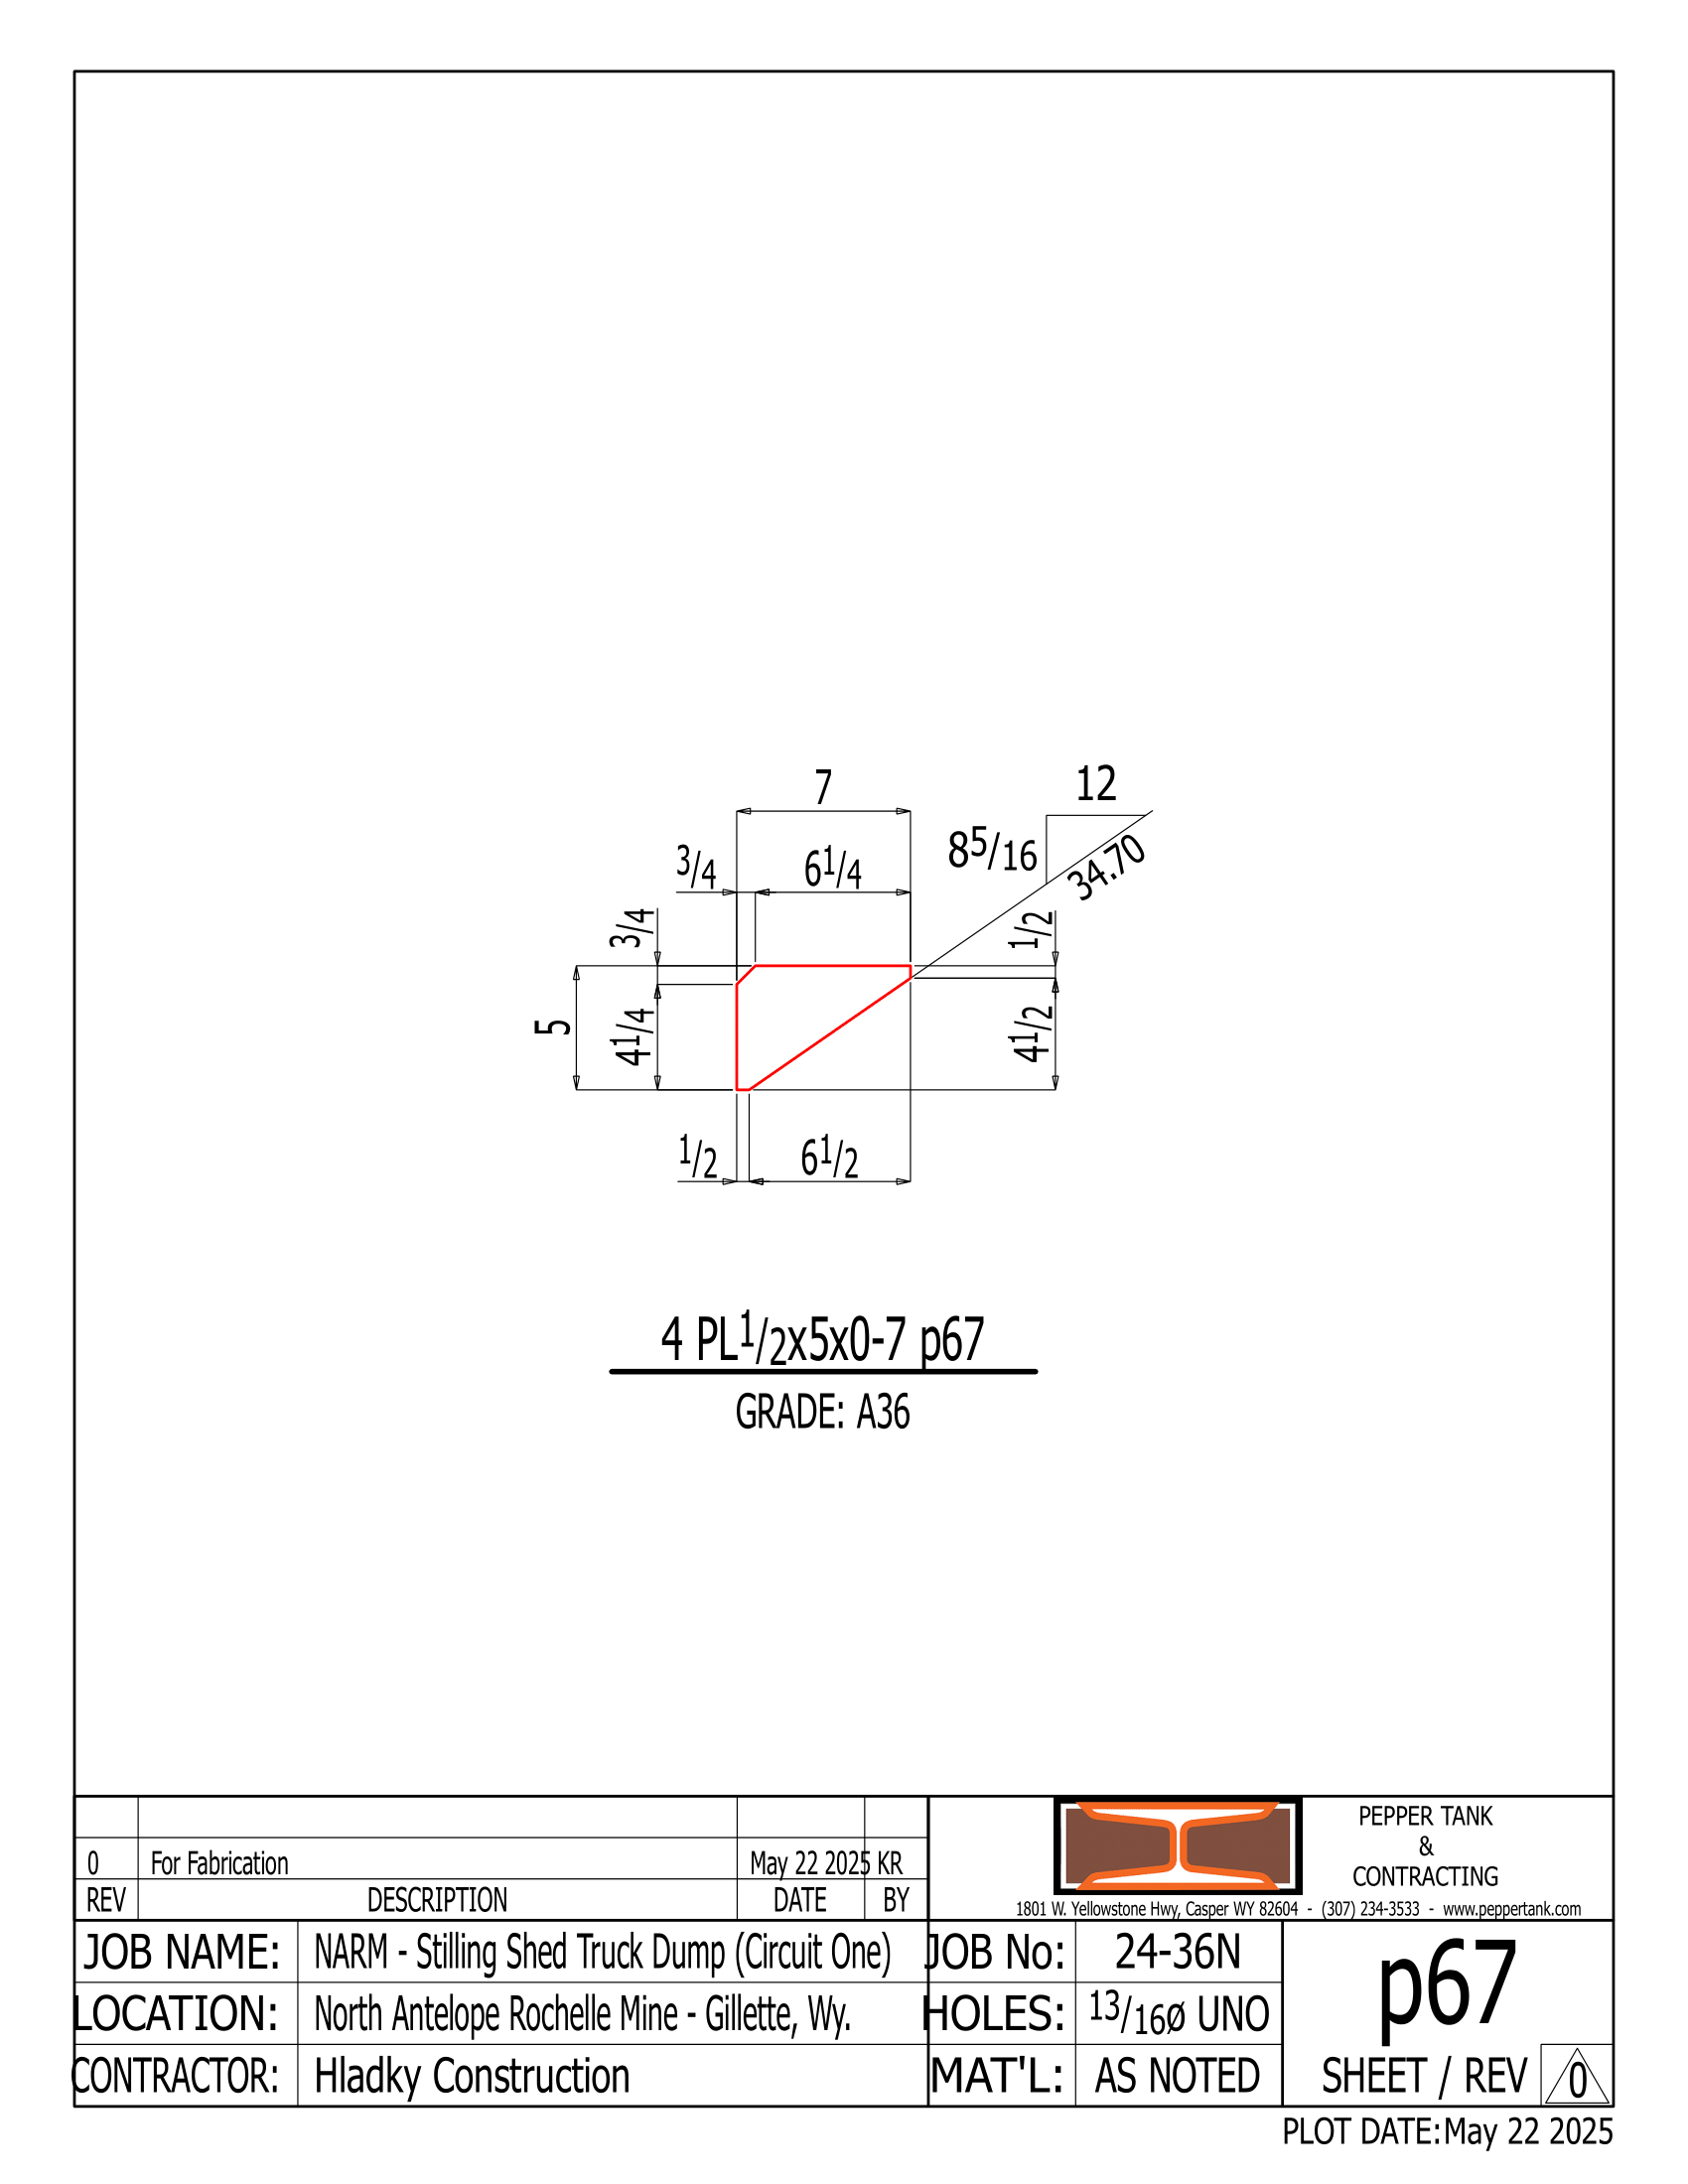 7
12
8 5/16
34.70
3/4
6 1/4
3/4
1/2
5
4 1/4
4 1/2
1/2
6 1/2
4 PL1/2x5x0-7 p67
GRADE: A36
0 For Fabrication May 22 2025 KR
REV DESCRIPTION DATE BY
PEPPER TANK
&
CONTRACTING
1801 W. Yellowstone Hwy, Casper WY 82604 - (307) 234-3533 - www.peppertank.com
JOB NAME: NARM - Stilling Shed Truck Dump (Circuit One)
LOCATION: North Antelope Rochelle Mine - Gillette, Wy.
CONTRACTOR: Hladky Construction
JOB No: 24-36N
HOLES: 13/16ø UNO
MAT'L: AS NOTED
p67
SHEET / REV 0
PLOT DATE:May 22 2025